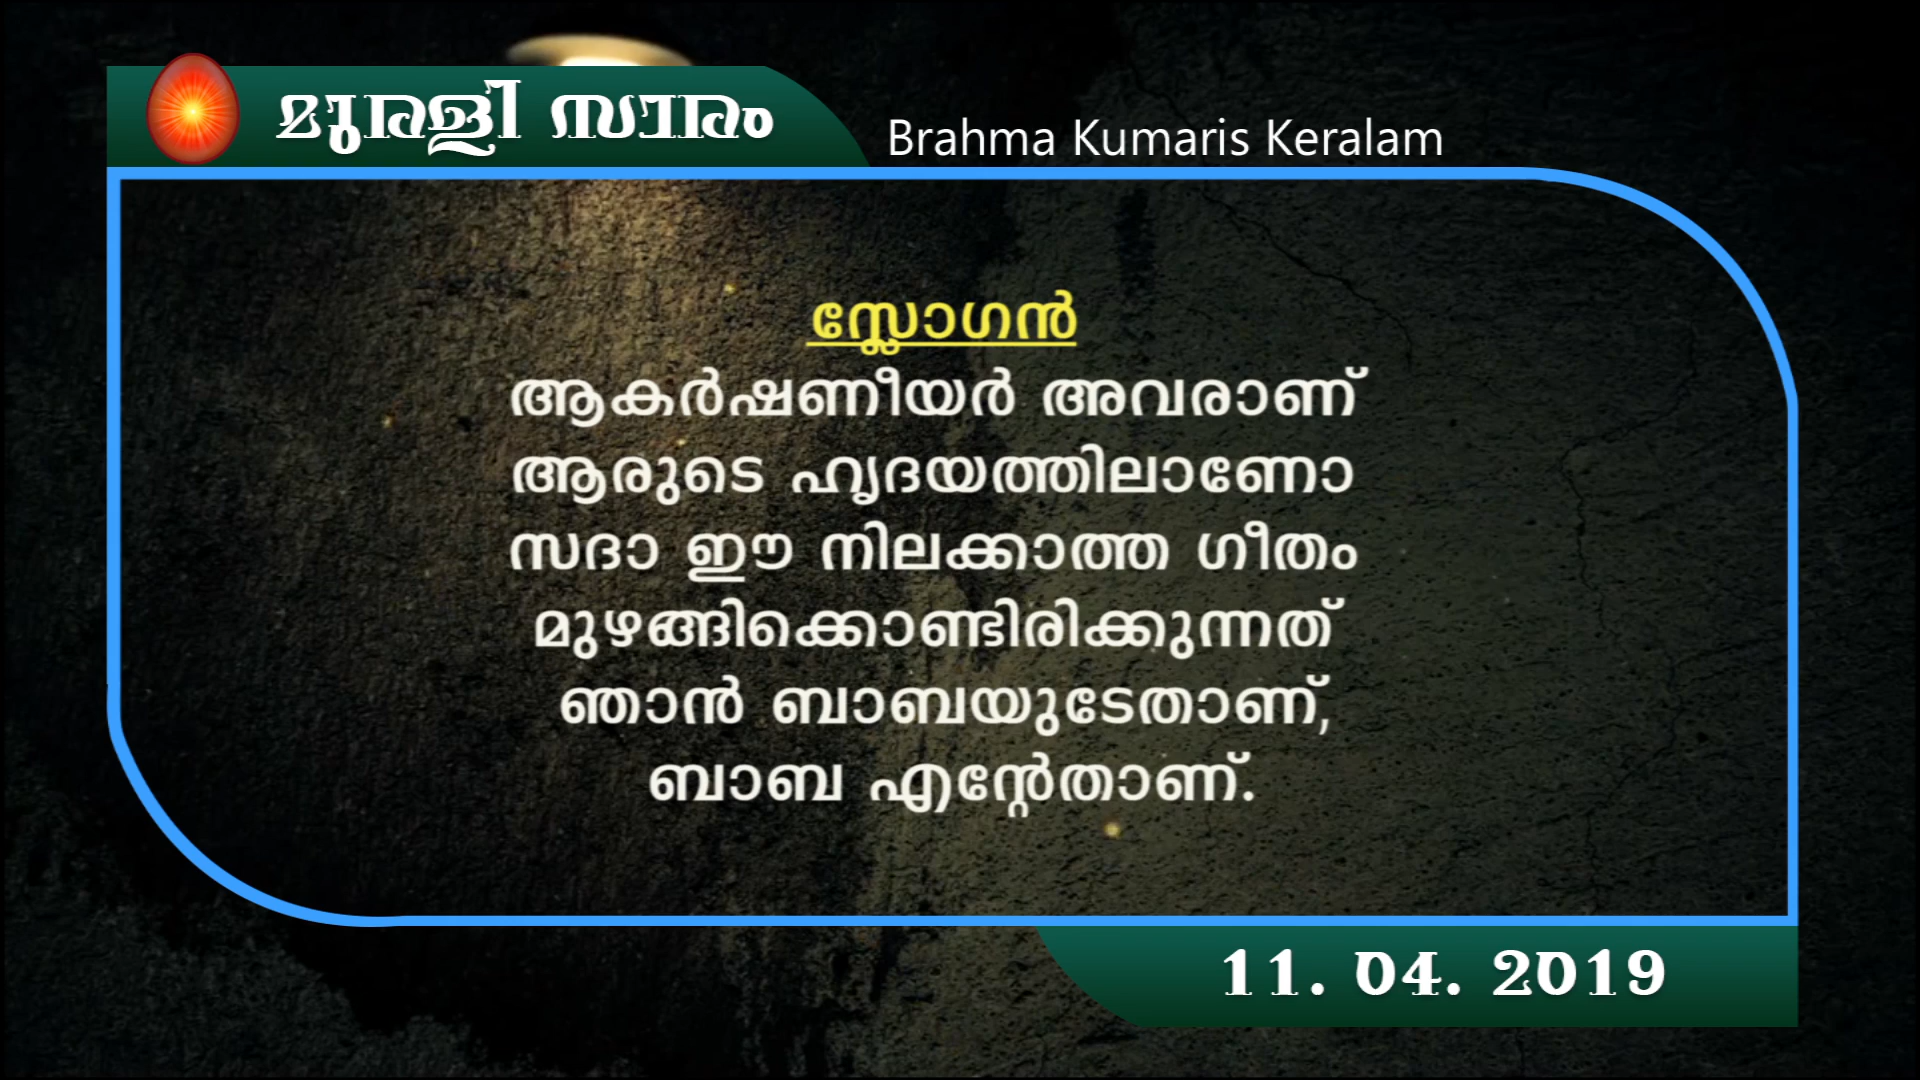 മുരളി സാരം
Brahma Kumaris Keralam
സ്ലോഗൻ
ആകർഷണീയർ അവരാണ്
ആരുടെ ഹൃദയത്തിലാണോ
സദാ ഈ നിലക്കാത്ത ഗീതം
മുഴങ്ങിക്കൊണ്ടിരിക്കുന്നത്
ഞാൻ ബാബയുടേതാണ്,
ബാബ എന്റേതാണ്.
11. 04. 2019